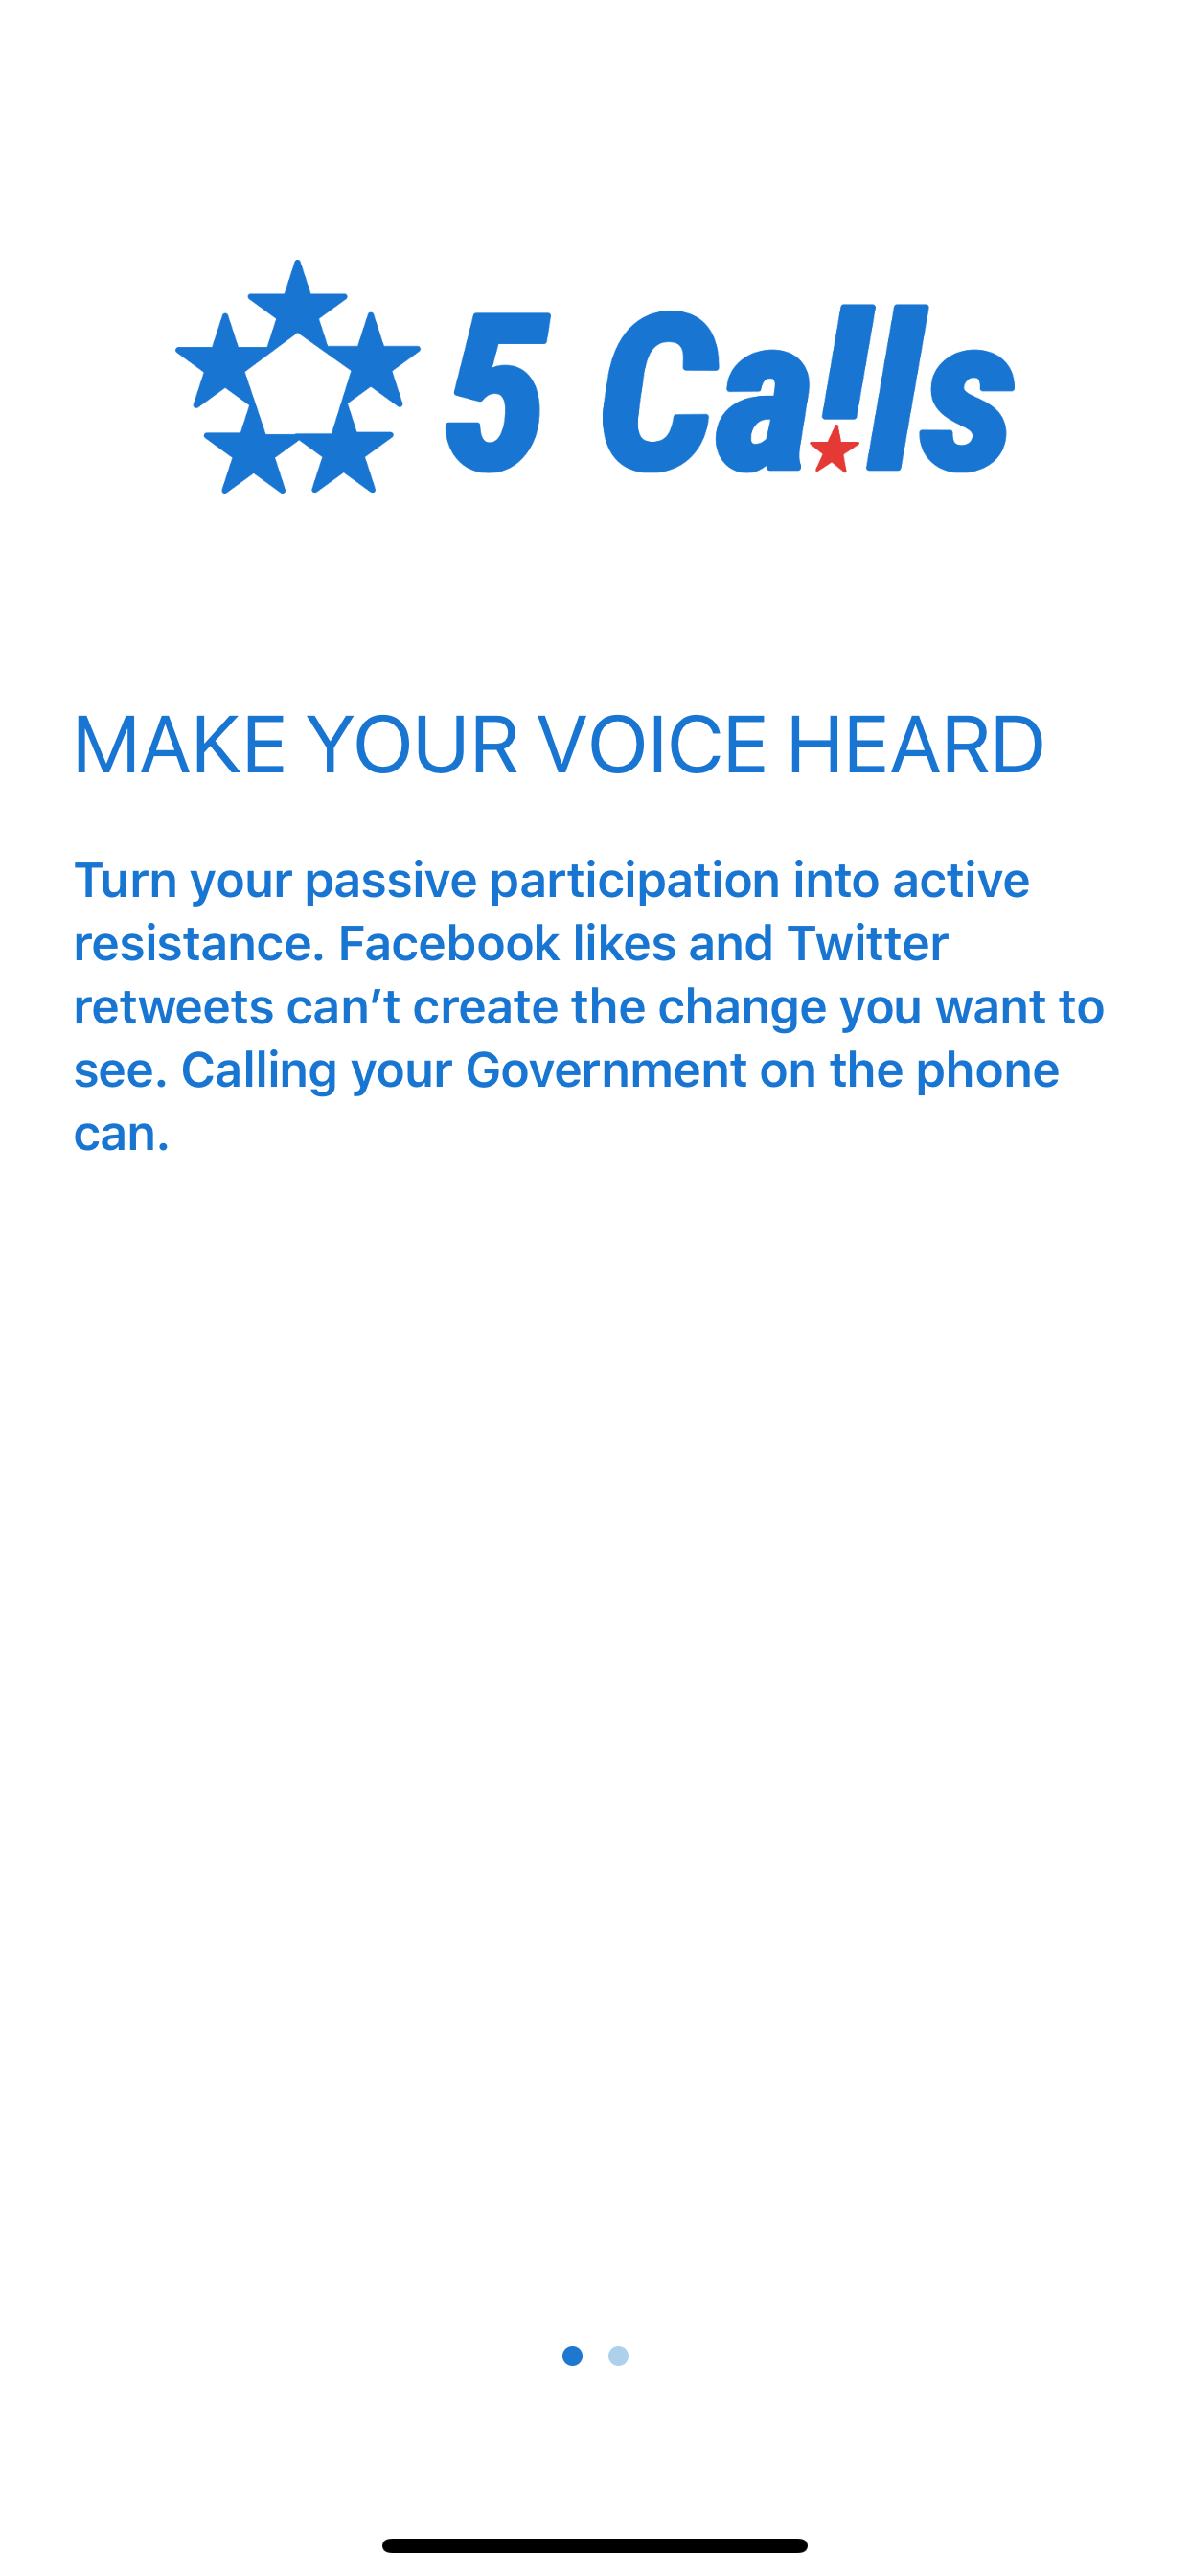 5 Calls
MAKE YOUR VOICE HEARD
Turn your passive participation into active
resistance. Facebook likes and Twitter
retweets can’t create the change you want to
see. Calling your Government on the phone
can.